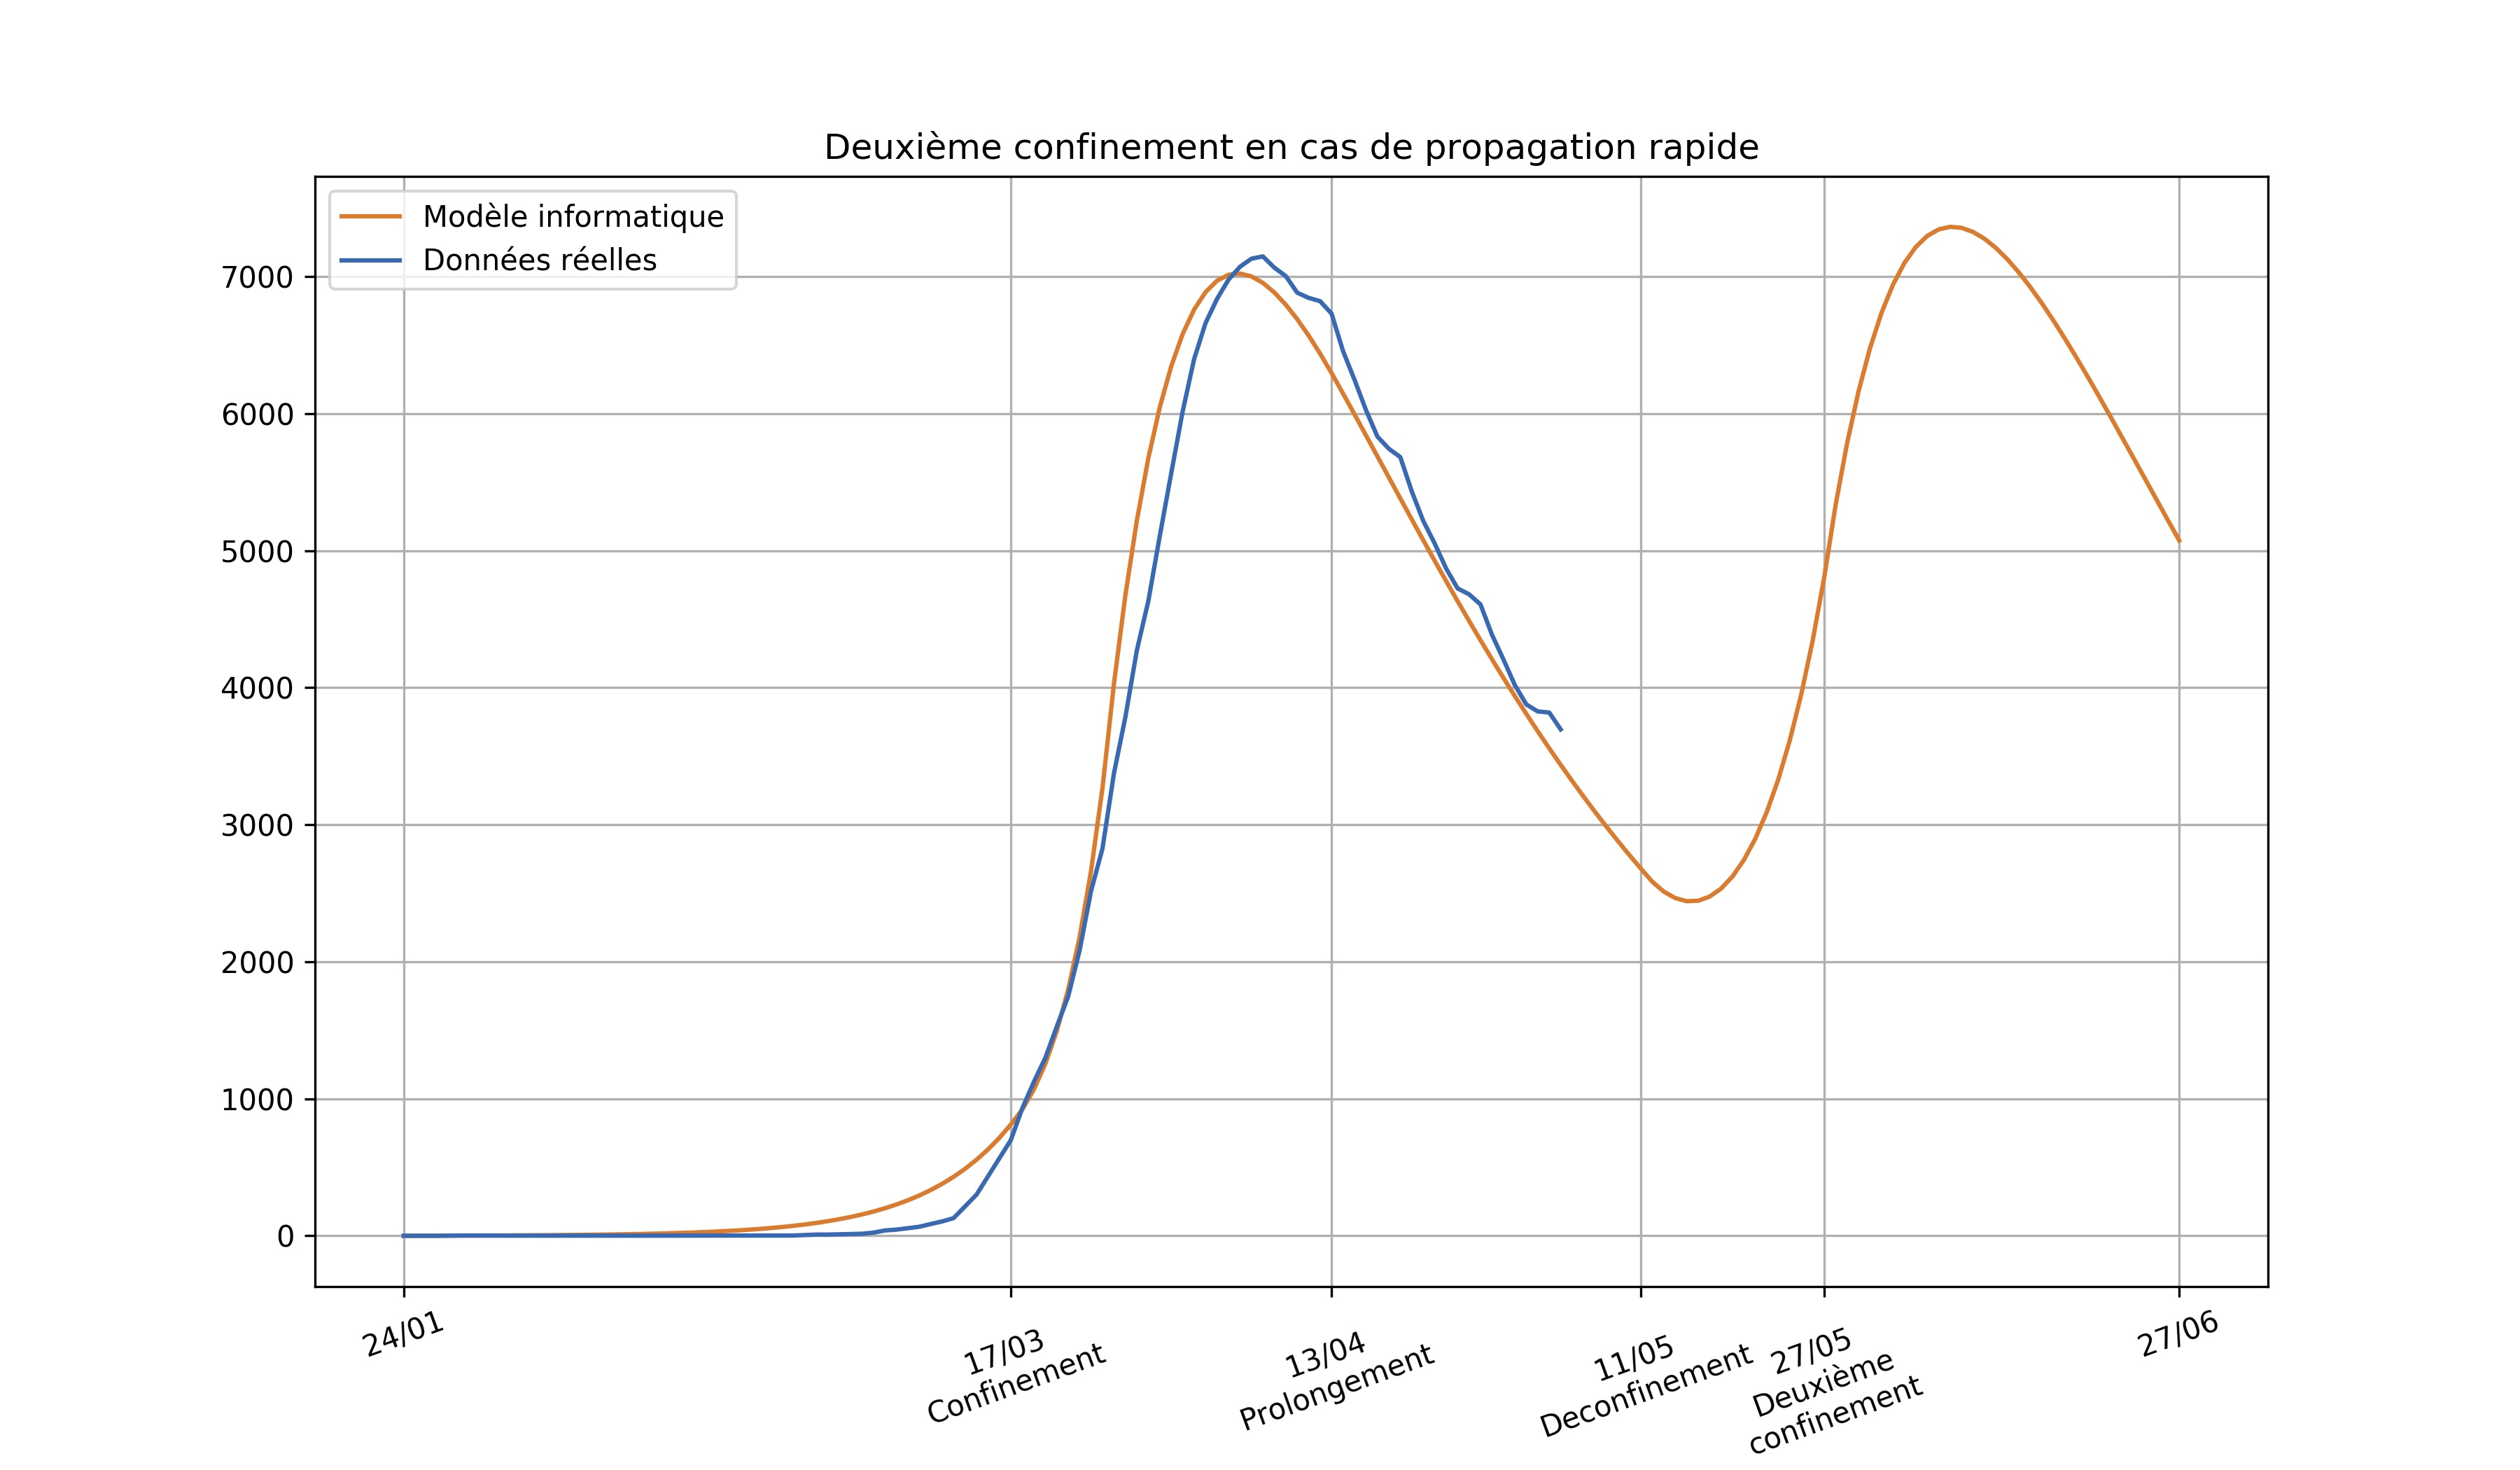 Deuxième confinement en cas de propagation rapide
Modèle informatique
Données réelles
7000
6000
5000
4000
3000
2000
1000
0
24/01
17/03
Confinement
13/04
Prolongement
11/05
Deconfinement
27/05
Deuxième
confinement
27/06